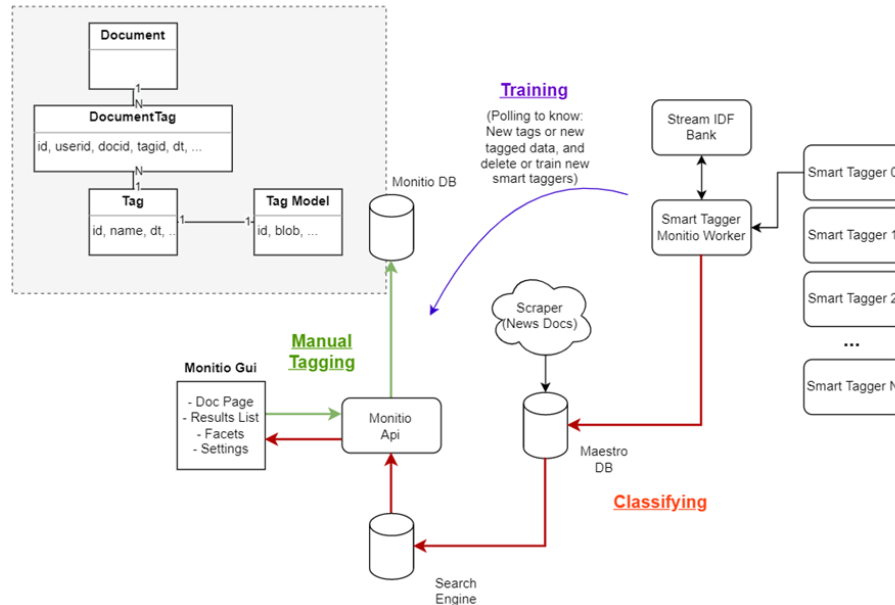 Document
1
N
DocumentTag
id, userid, docid, tagid, dt, ...
N
1
Tag
id, name, dt, ..
1
1
Tag Model
id, blob, ...
Monitio DB
Training
(Polling to know:
New tags or new
tagged data, and
delete or train new
smart taggers)
Stream IDF
Bank
Smart Tagger
Monitio Worker
Smart Tagger 0
Smart Tagger 1
Smart Tagger 2
...
Smart Tagger N
Scraper
(News Docs)
Manual
Tagging
Monitio Gui
- Doc Page
- Results List
- Facets
- Settings
Monitio
Api
Maestro
DB
Classifying
Search
Engine